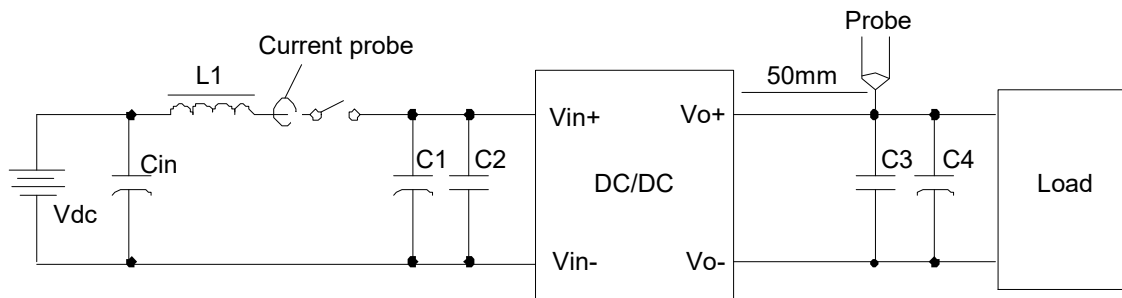 Probe
Current probe
L1
50mm
Vin+
Vo+
Cin
C1
C2
C3
C4
DC/DC
Load
Vdc
Vin-
Vo-